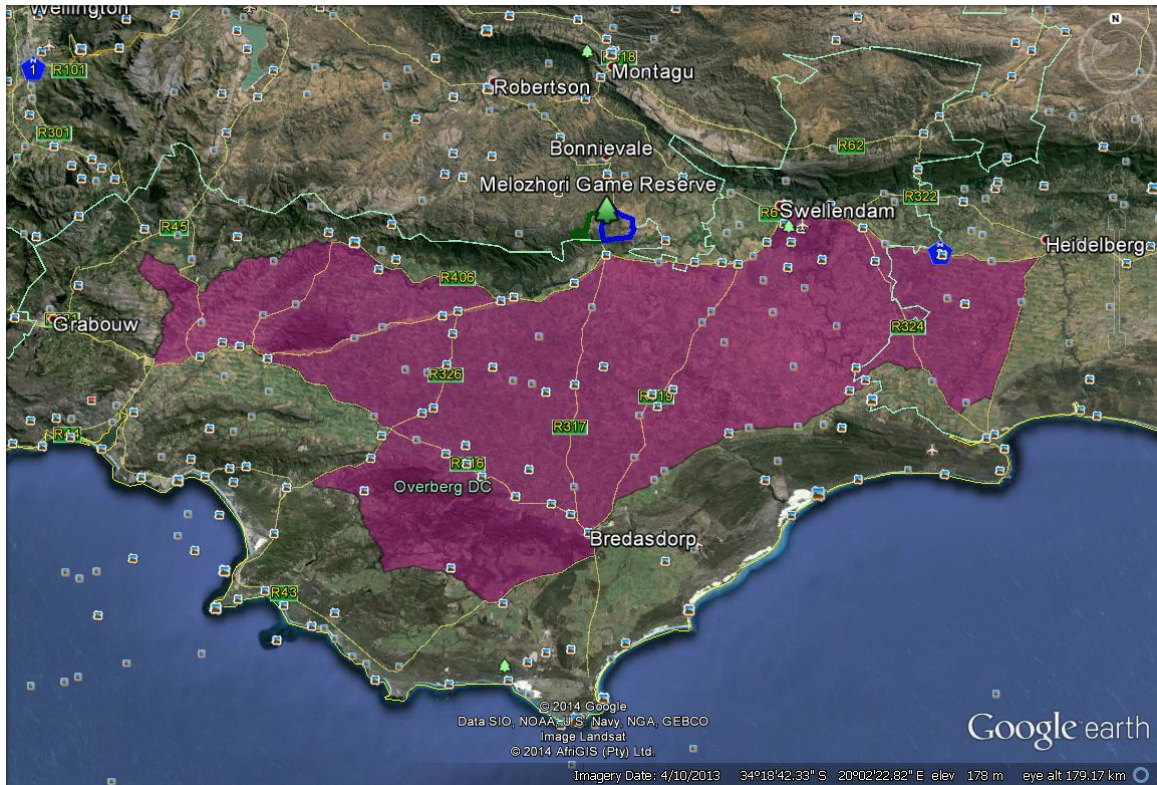 Wellington
N
1
R101
R318
Montagu
Robertson
R301
R62
Bonnievale
Melozhori Game Reserve
R322
Swellendam
R45
Heidelberg
R406
Grabouw
R324
R326
R319
R317
R316
Overberg DC
Bredasdorp
R43
© 2014 Google
Data SIO, NOAA, U.S. Navy, NGA, GEBCO
Image Landsat
© 2014 AfriGIS (Pty) Ltd.
Google earth
Imagery Date: 4/10/2013 34°18'42.33" S 20°02'22.82" E elev 178 m eye alt 179.17 km